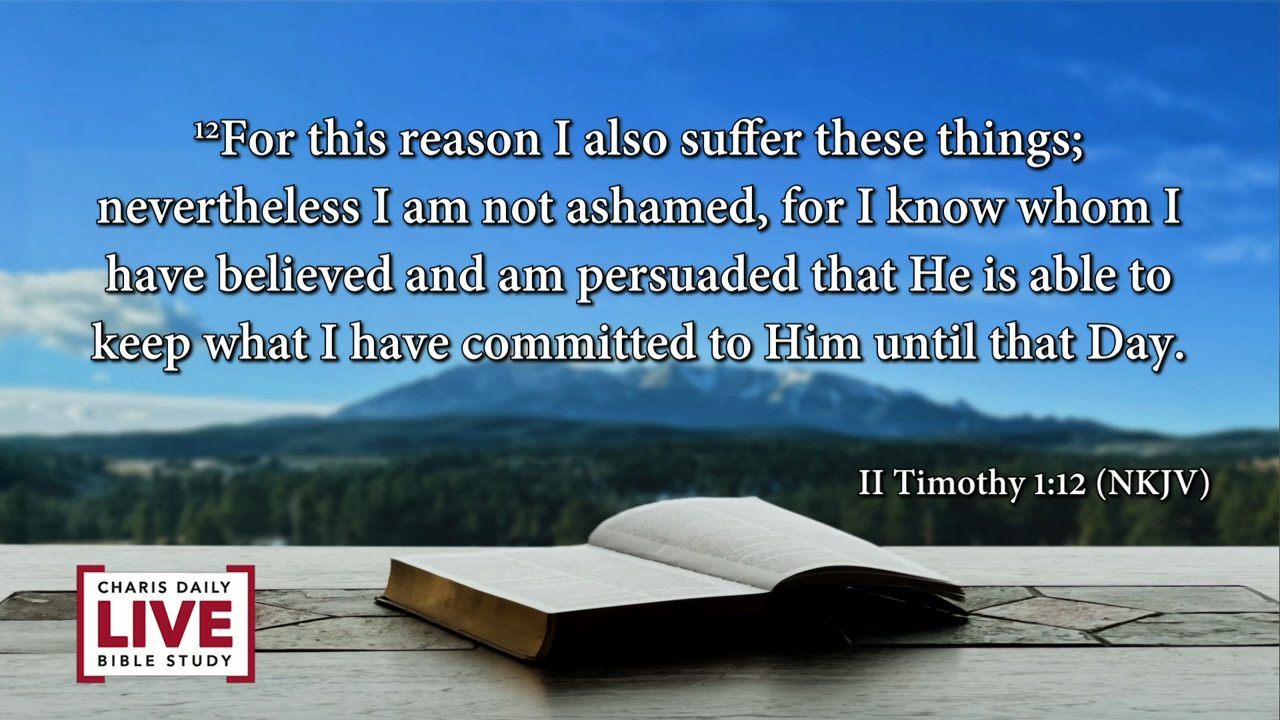 ¹²For this reason I also suffer these things;
nevertheless I am not ashamed, for I know whom I
have believed and am persuaded that He is able to
keep what I have committed to Him until that Day.
II Timothy 1:12 (NKJV)
CHARIS DAILY
LIVE
BIBLE STUDY